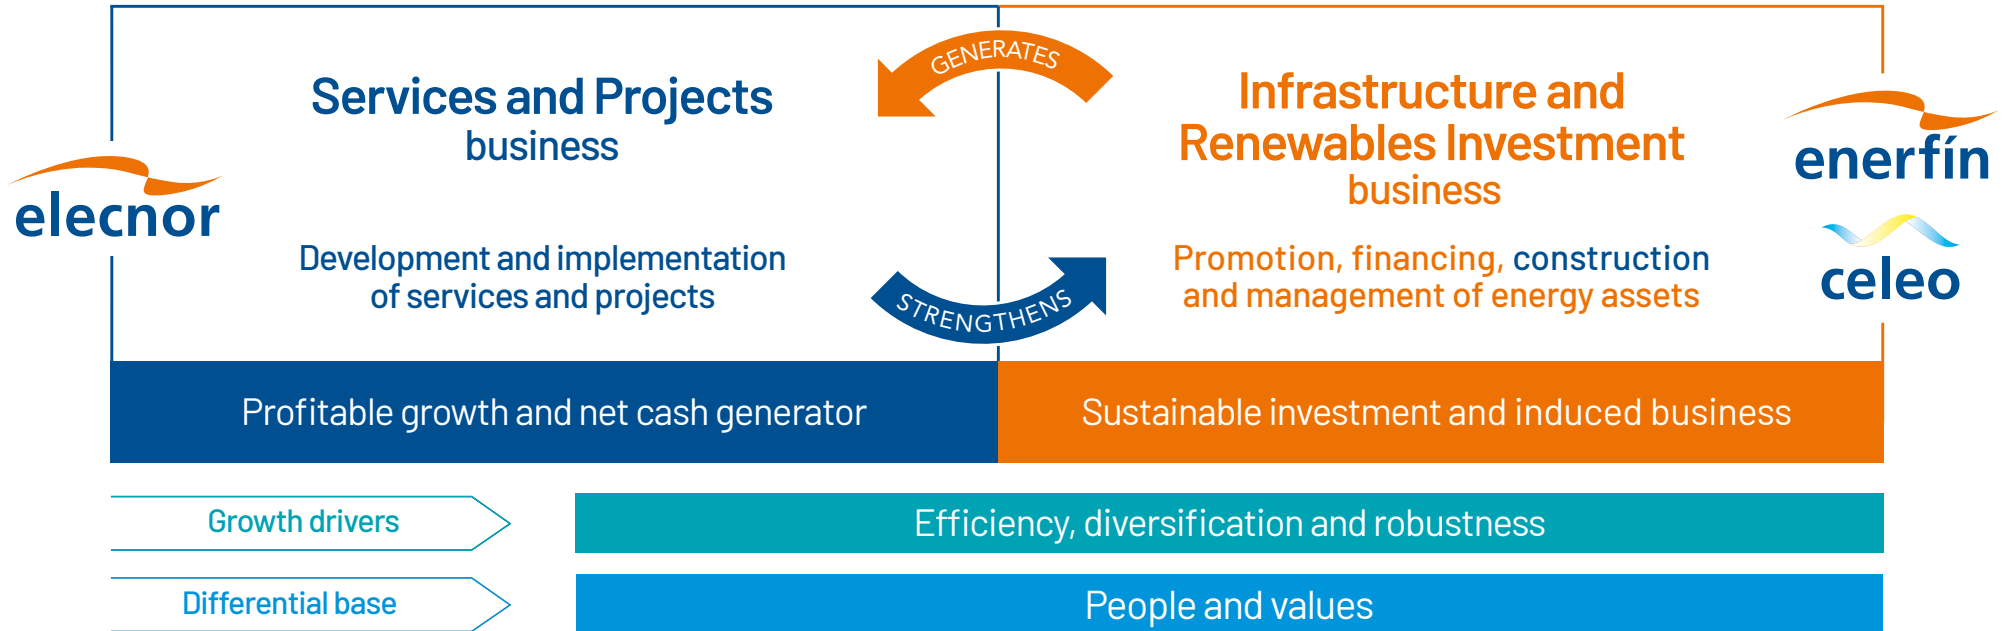 GENERATES
Services and Projects
business
Infrastructure and
Renewables Investment
business
elecnor
enerfín
celeo
Development and implementation
of services and projects
STRENGTHENS
Promotion, financing, construction
and management of energy assets
Profitable growth and net cash generator
Sustainable investment and induced business
Growth drivers
Efficiency, diversification and robustness
Differential base
People and values